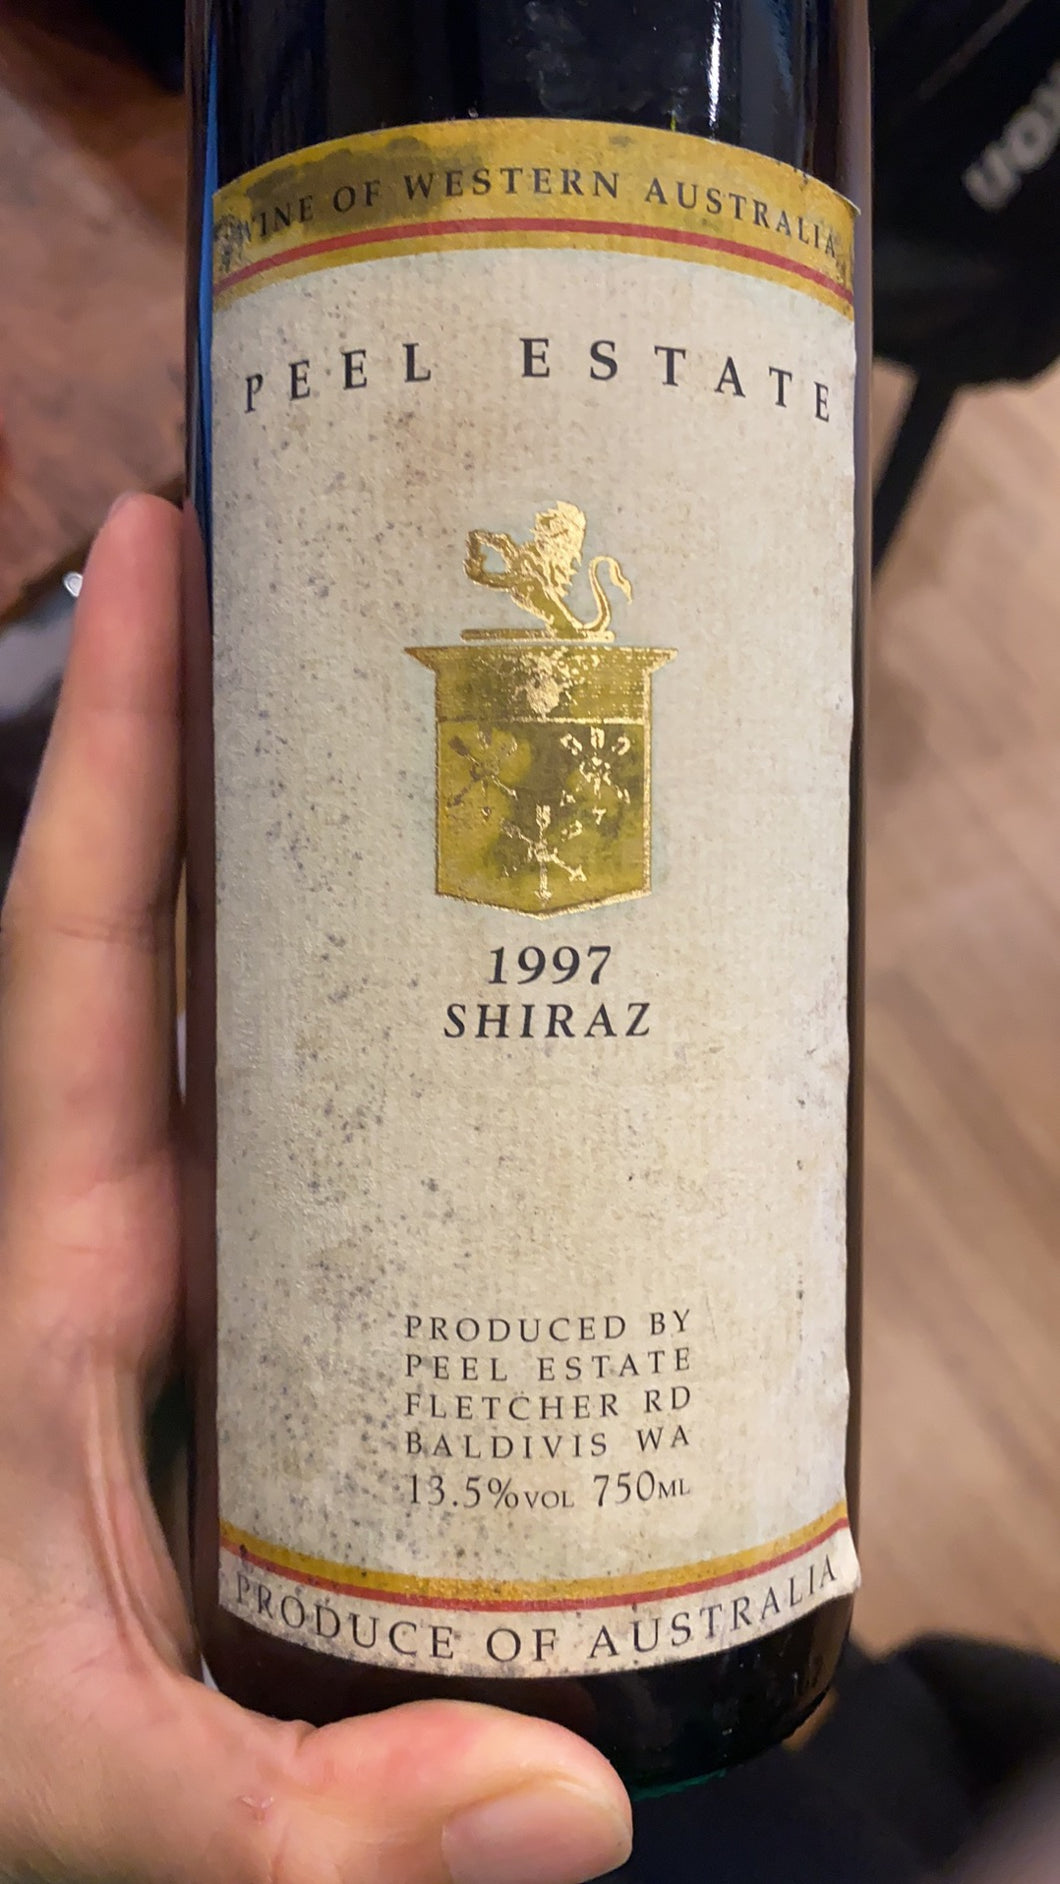 WINE OF WESTERN AUSTRALIA
PEEL ESTATE
1997
SHIRAZ
PRODUCED BY
PEEL ESTATE
FLETCHER RD
BALDIVIS WA
13.5%VOL 750ML
PRODUCE OF AUSTRALIA